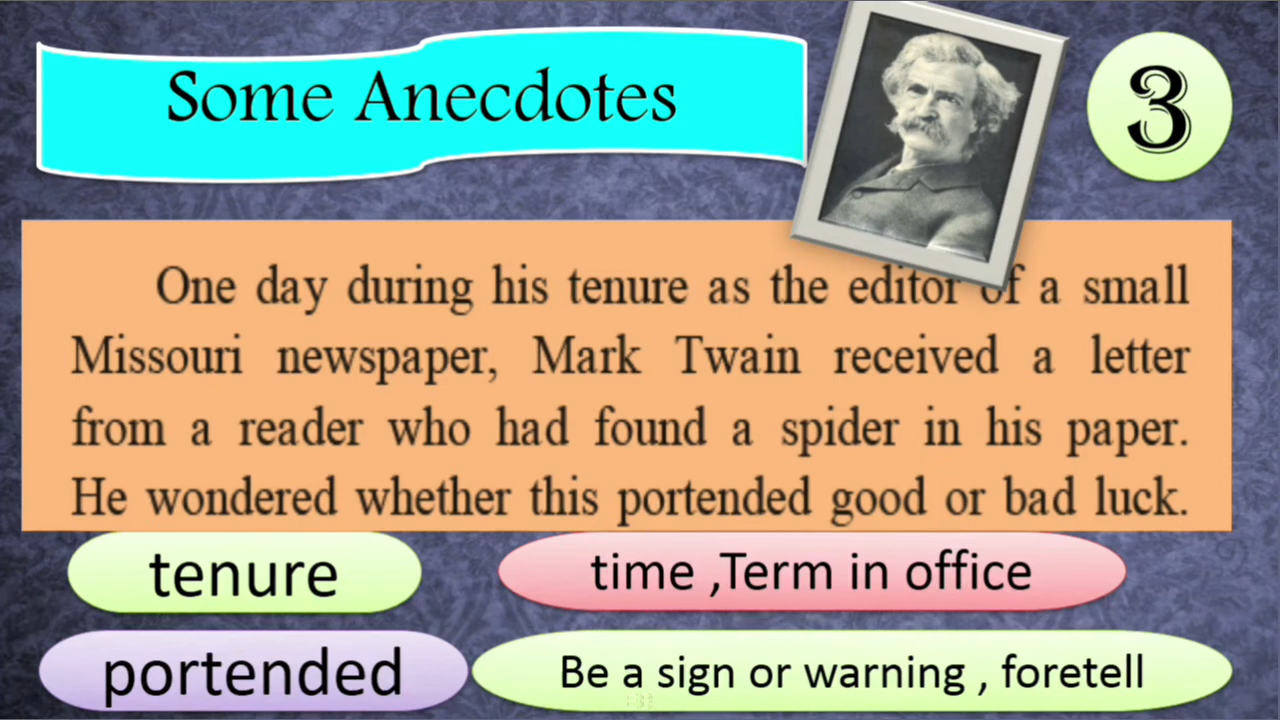 Some Anecdotes
3
One day during his tenure as the editor of a small
Missouri newspaper, Mark Twain received a letter
from a reader who had found a spider in his paper.
He wondered whether this portended good or bad luck.
tenure
time ,Term in office
portended
Be a sign or warning , foretell